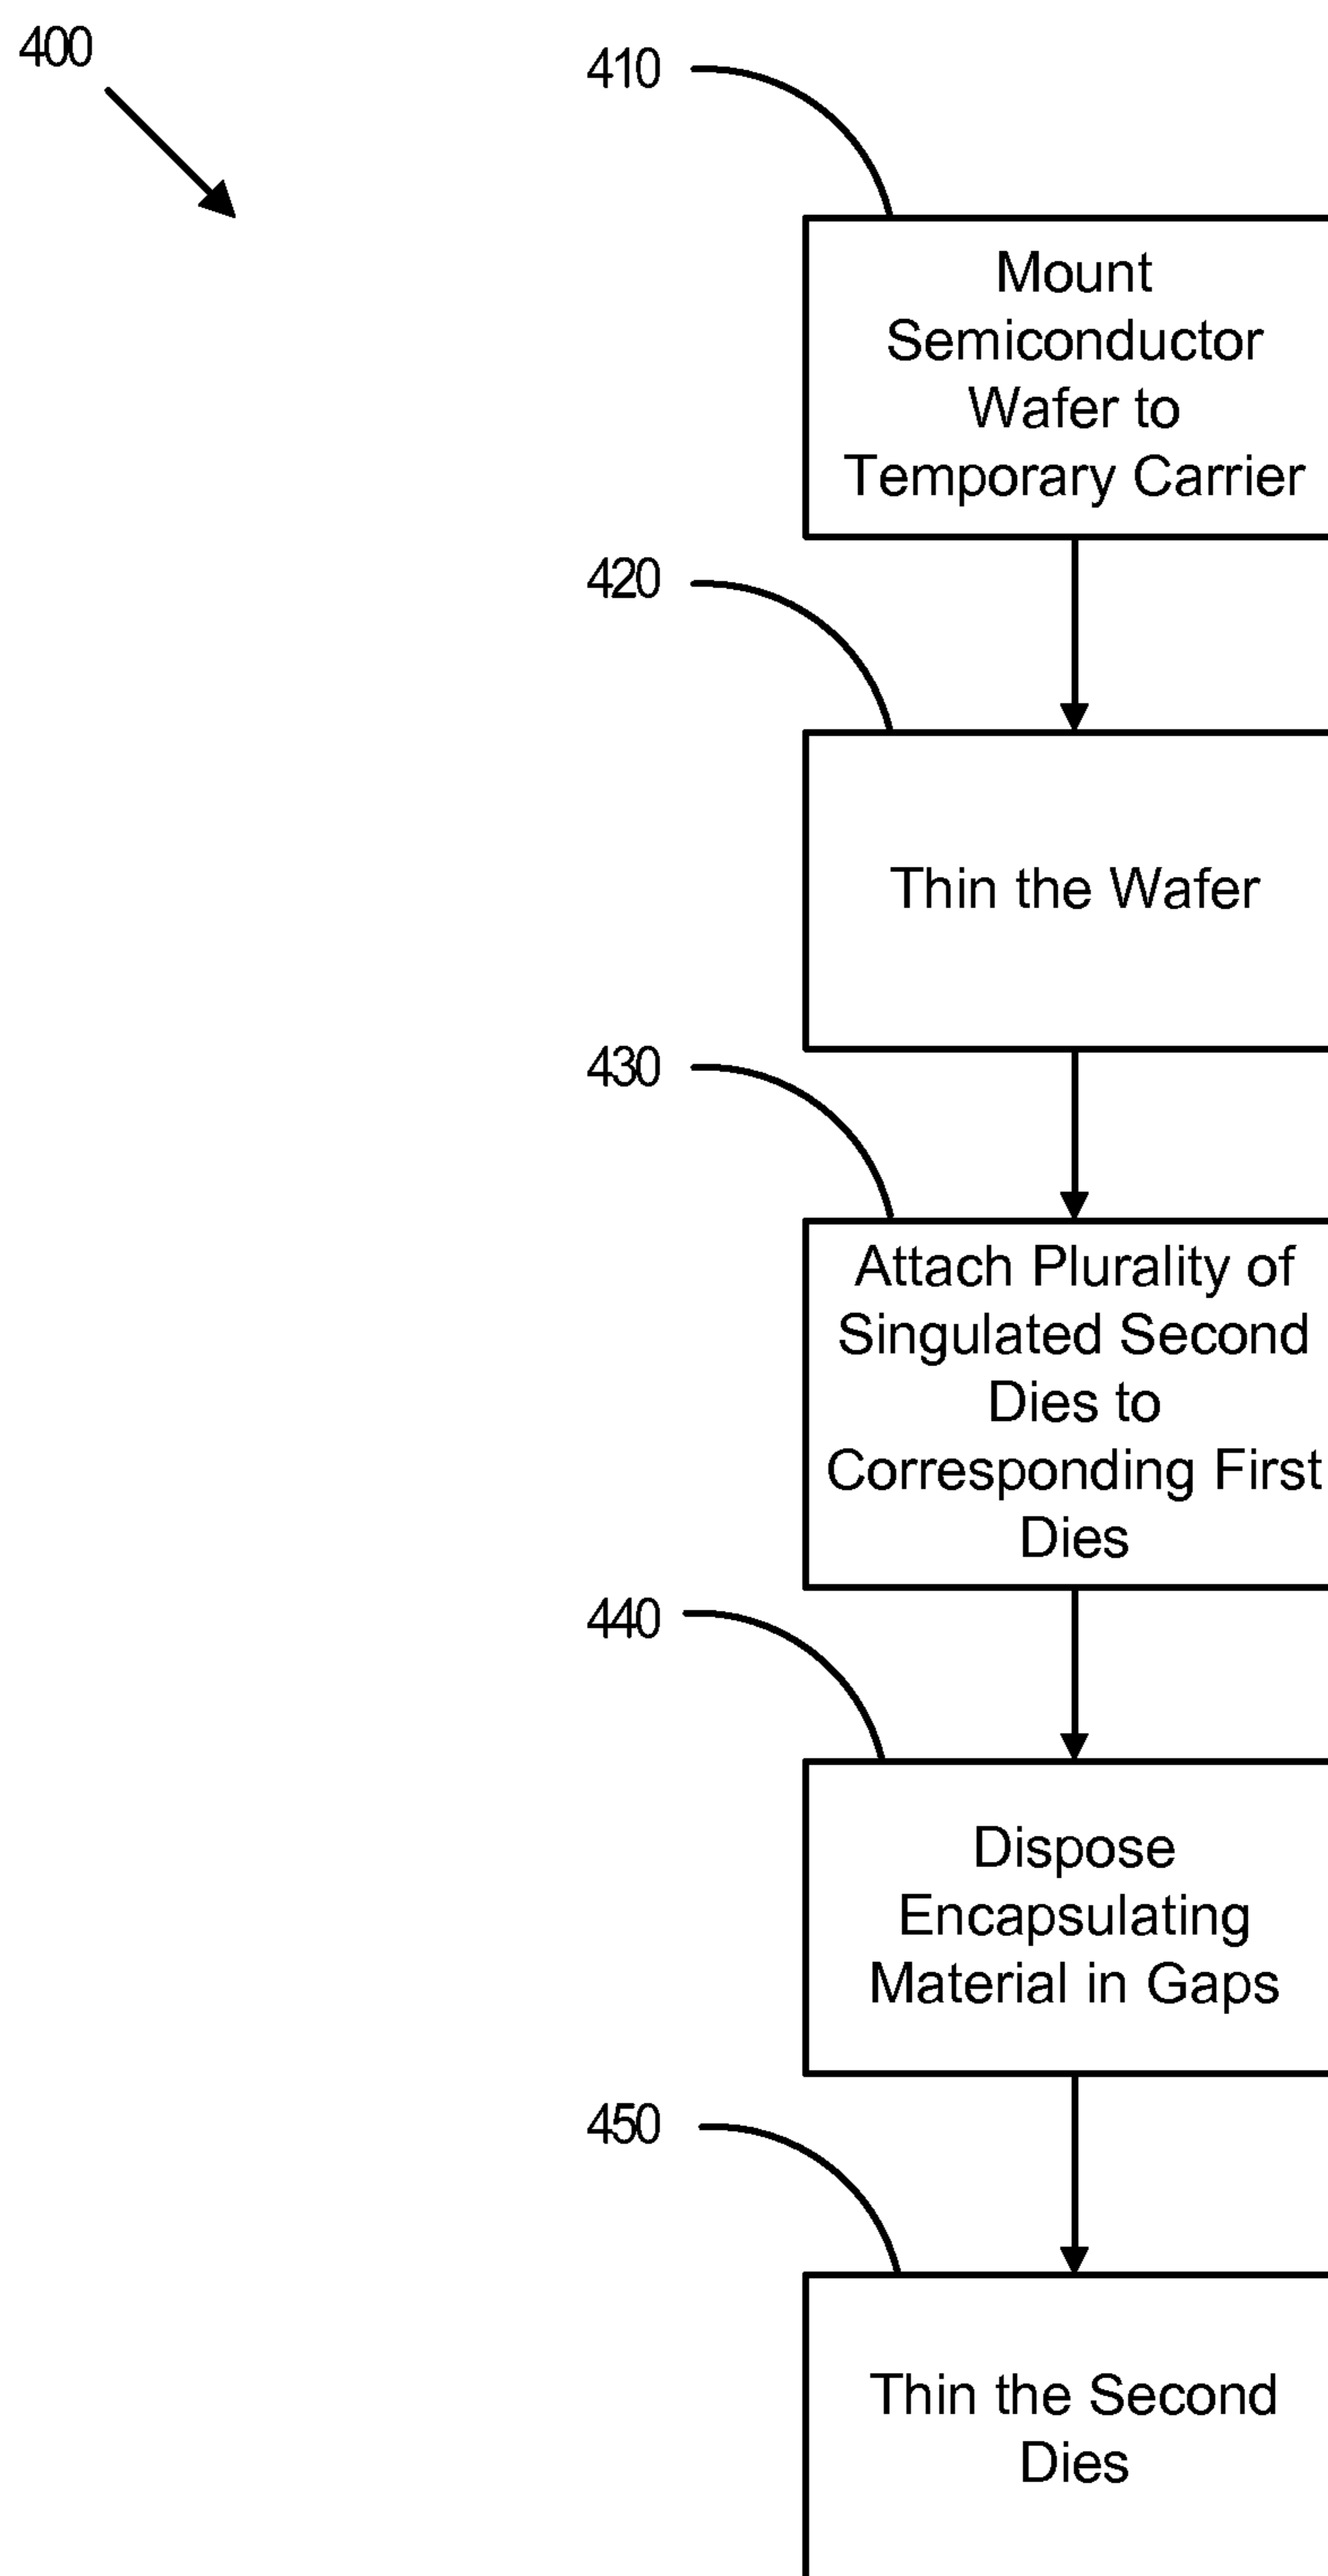 400
410
Mount
Semiconductor
Wafer to
Temporary Carrier
420
Thin the Wafer
430
Attach Plurality of
Singulated Second
Dies to
Corresponding First
Dies
440
Dispose
Encapsulating
Material in Gaps
450
Thin the Second
Dies